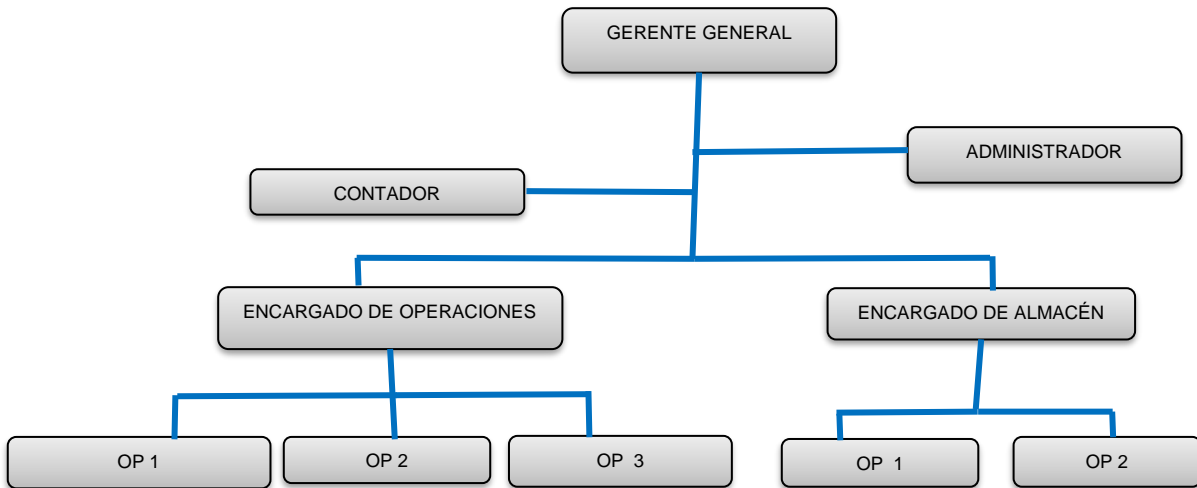 GERENTE GENERAL
ADMINISTRADOR
CONTADOR
ENCARGADO DE OPERACIONES
ENCARGADO DE ALMACÉN
OP 1
OP 2
OP 3
OP 1
OP 2